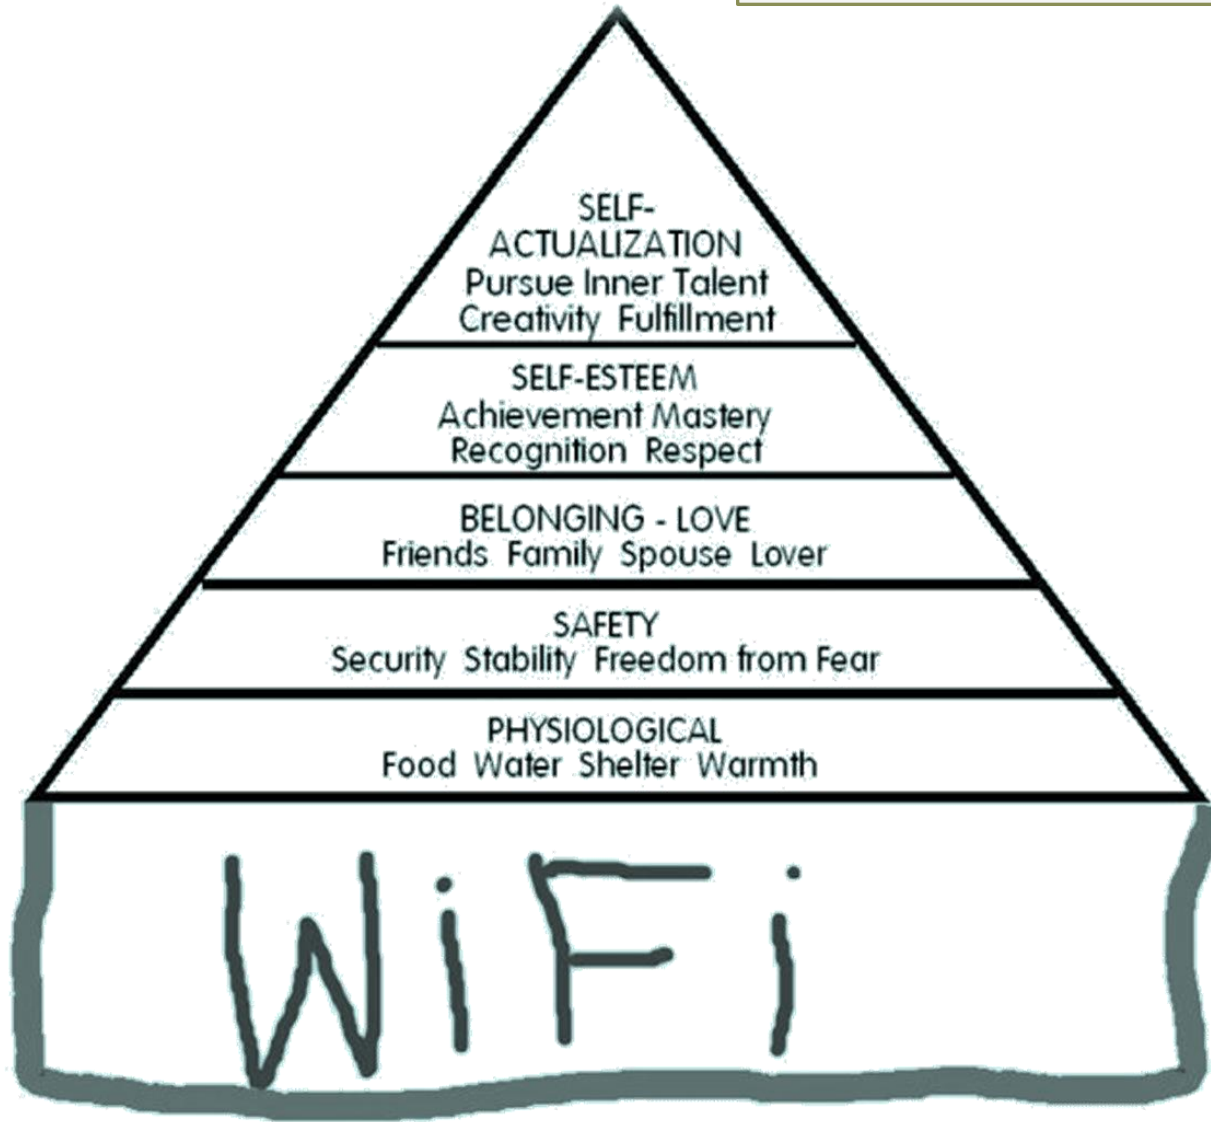 SELF-
ACTUALIZATION
Pursue Inner Talent
Creativity Fulfillment
SELF-ESTEEM
Achievement Mastery
Recognition Respect
BELONGING - LOVE
Friends Family Spouse Lover
SAFETY
Security Stability Freedom from Fear
PHYSIOLOGICAL
Food Water Shelter Warmth
WiFi